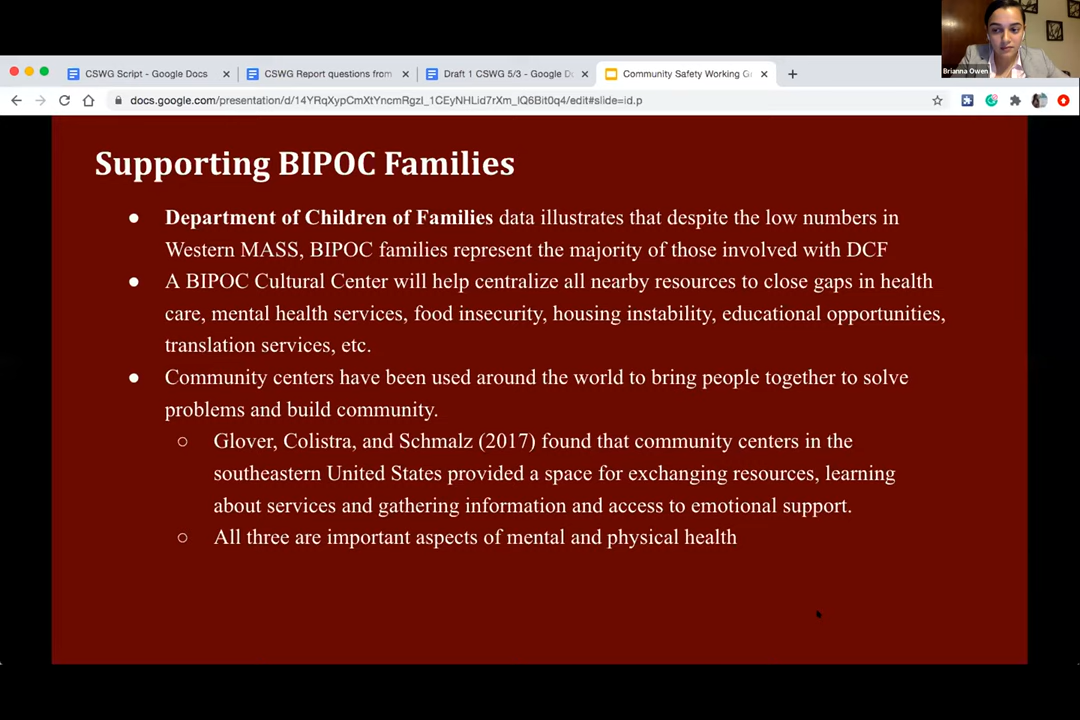 CSWG Script - Google Docs
CSWG Report questions from
Draft 1 CSWG 5/3 - Google Do
Community Safety Working G
docs.google.com/presentation/d/14YRqXypCmXtYncmRgzI_1CEyNHLid7rXm_lQ6Bit0q4/edit#slide=id.p
Brianna Owen
Supporting BIPOC Families
● Department of Children of Families data illustrates that despite the low numbers in
Western MASS, BIPOC families represent the majority of those involved with DCF
● A BIPOC Cultural Center will help centralize all nearby resources to close gaps in health
care, mental health services, food insecurity, housing instability, educational opportunities,
translation services, etc.
● Community centers have been used around the world to bring people together to solve
problems and build community.
○ Glover, Colistra, and Schmalz (2017) found that community centers in the
southeastern United States provided a space for exchanging resources, learning
about services and gathering information and access to emotional support.
○ All three are important aspects of mental and physical health